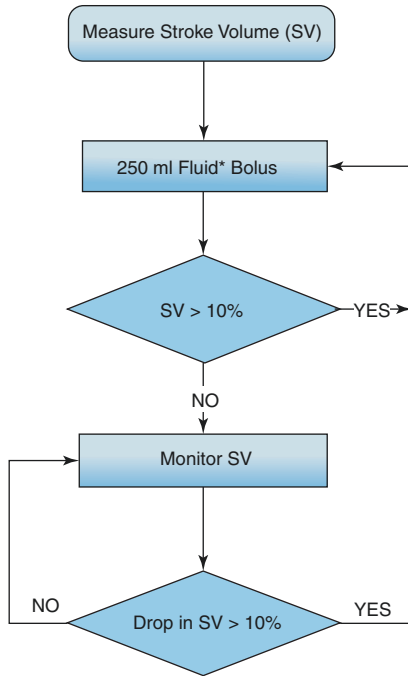 Measure Stroke Volume (SV)
250 ml Fluid* Bolus
SV > 10%
YES
NO
Monitor SV
NO
Drop in SV > 10%
YES